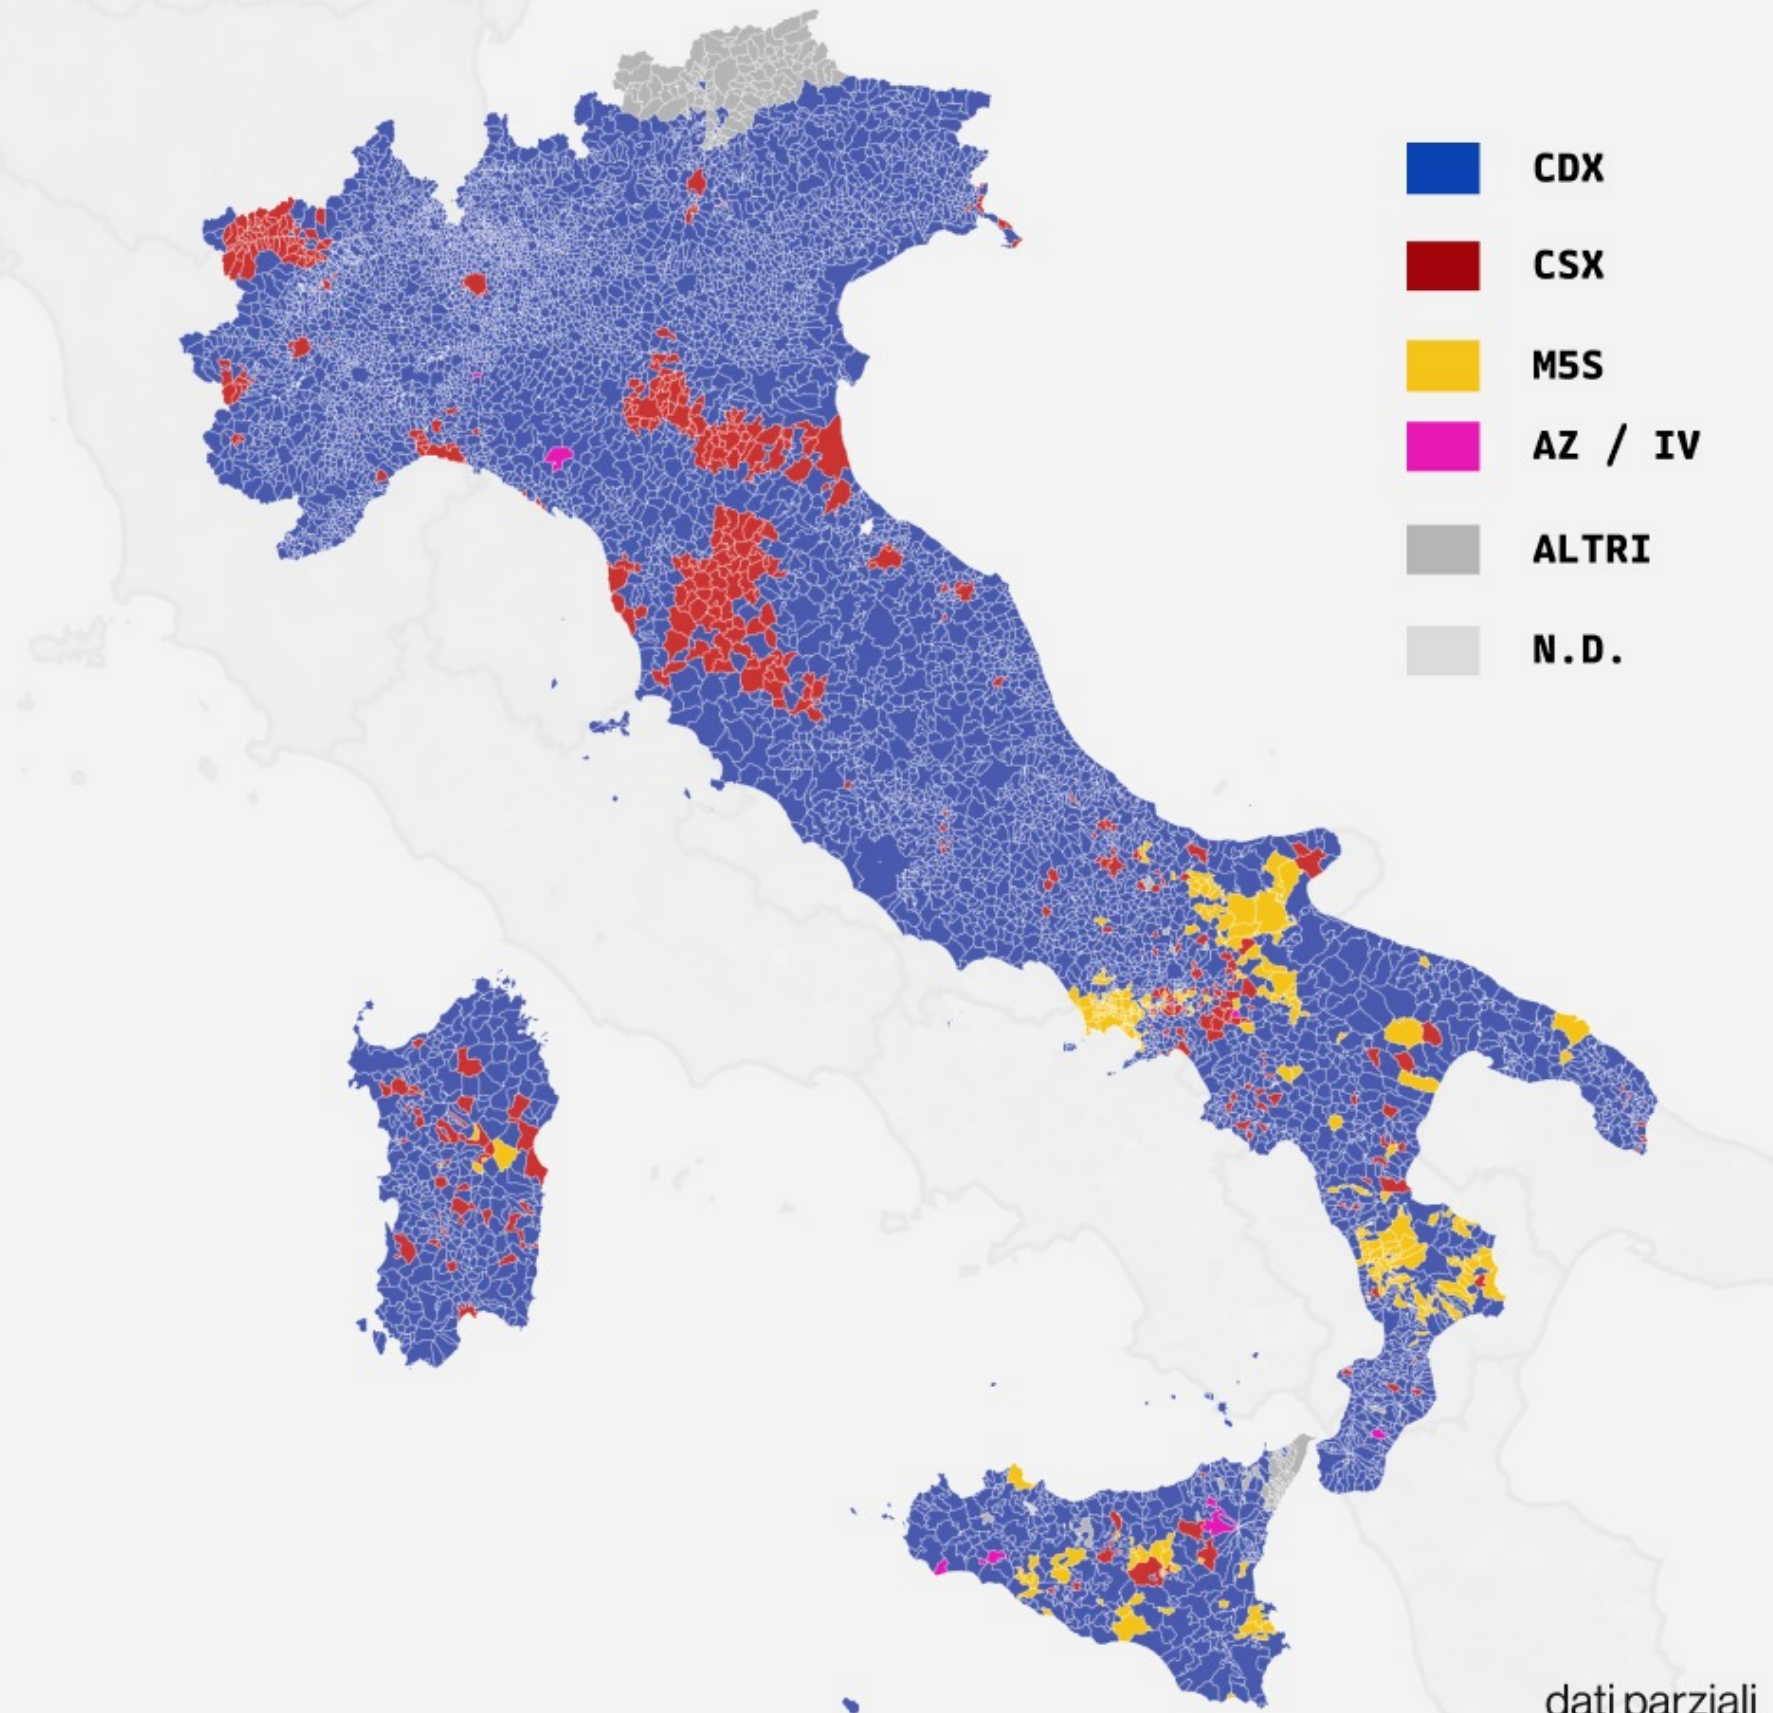 CDX
CSX
M5S
AZ / IV
ALTRI
N.D.
dati parziali